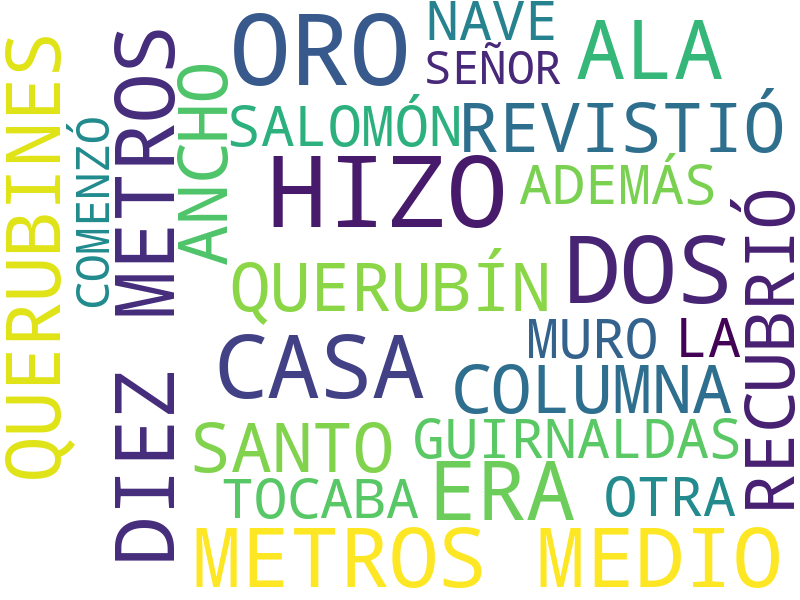 QUERUBINES
COMENZÓ
DIEZ METROS
ANCHO
ORO
NAVE
SEÑOR
ALA
SALOMÓN
REVISTIÓ
HIZO
ADEMÁS
QUERUBÍN
DOS
RECUBRIÓ
CASA
MURO
LA
COLUMNA
SANTO
GUIRNALDAS
TOCABA
ERA
OTRA
METROS MEDIO